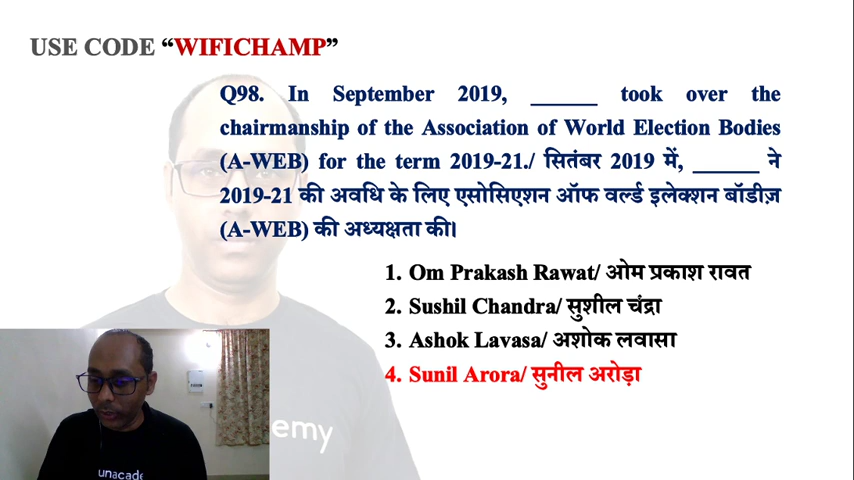 USE CODE “WIFICHAMP”
Q98. In September 2019, ______ took over the
chairmanship of the Association of World Election Bodies
(A-WEB) for the term 2019-21./ सितंबर 2019 में, ______ ने
2019-21 की अवधि के लिए एसोसिएशन ऑफ वर्ल्ड इलेक्शन बॉडीज़
(A-WEB) की अध्यक्षता की।
1. Om Prakash Rawat/ ओम प्रकाश रावत
2. Sushil Chandra/ सुशील चंद्रा
3. Ashok Lavasa/ अशोक लवासा
4. Sunil Arora/ सुनील अरोड़ा
emy
unacade